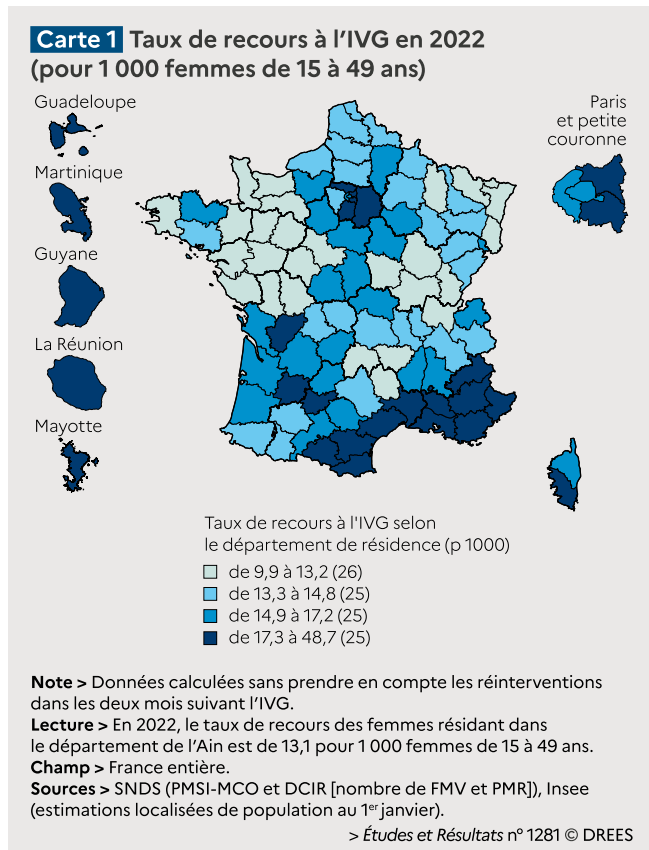 Carte 1 Taux de recours à l'IVG en 2022
(pour 1 000 femmes de 15 à 49 ans)
Guadeloupe
Martinique
Guyane
La Réunion
Mayotte
Paris
et petite
couronne
Taux de recours à l'IVG selon
le département de résidence (p 1000)
de 9,9 à 13,2 (26)
de 13,3 à 14,8 (25)
de 14,9 à 17,2 (25)
de 17,3 à 48,7 (25)
Note > Données calculées sans prendre en compte les réinterventions
dans les deux mois suivant l'IVG.
Lecture > En 2022, le taux de recours des femmes résidant dans
le département de l'Ain est de 13,1 pour 1 000 femmes de 15 à 49 ans.
Champ > France entière.
Sources > SNDS (PMSI-MCO et DCIR [nombre de FMV et PMR]), Insee
(estimations localisées de population au 1er janvier).
> Études et Résultats n° 1281 © DREES